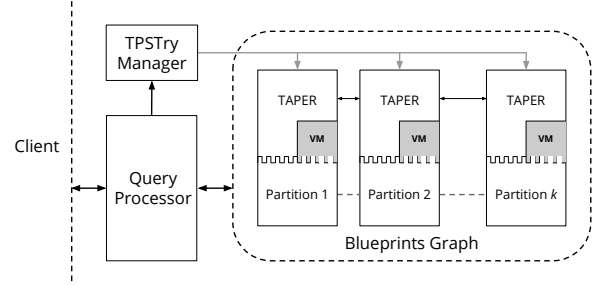 TPSTry
Manager
Client
Query
Processor
TAPER
TAPER
TAPER
VM
VM
VM
Partition 1
Partition 2
Partition k
Blueprints Graph